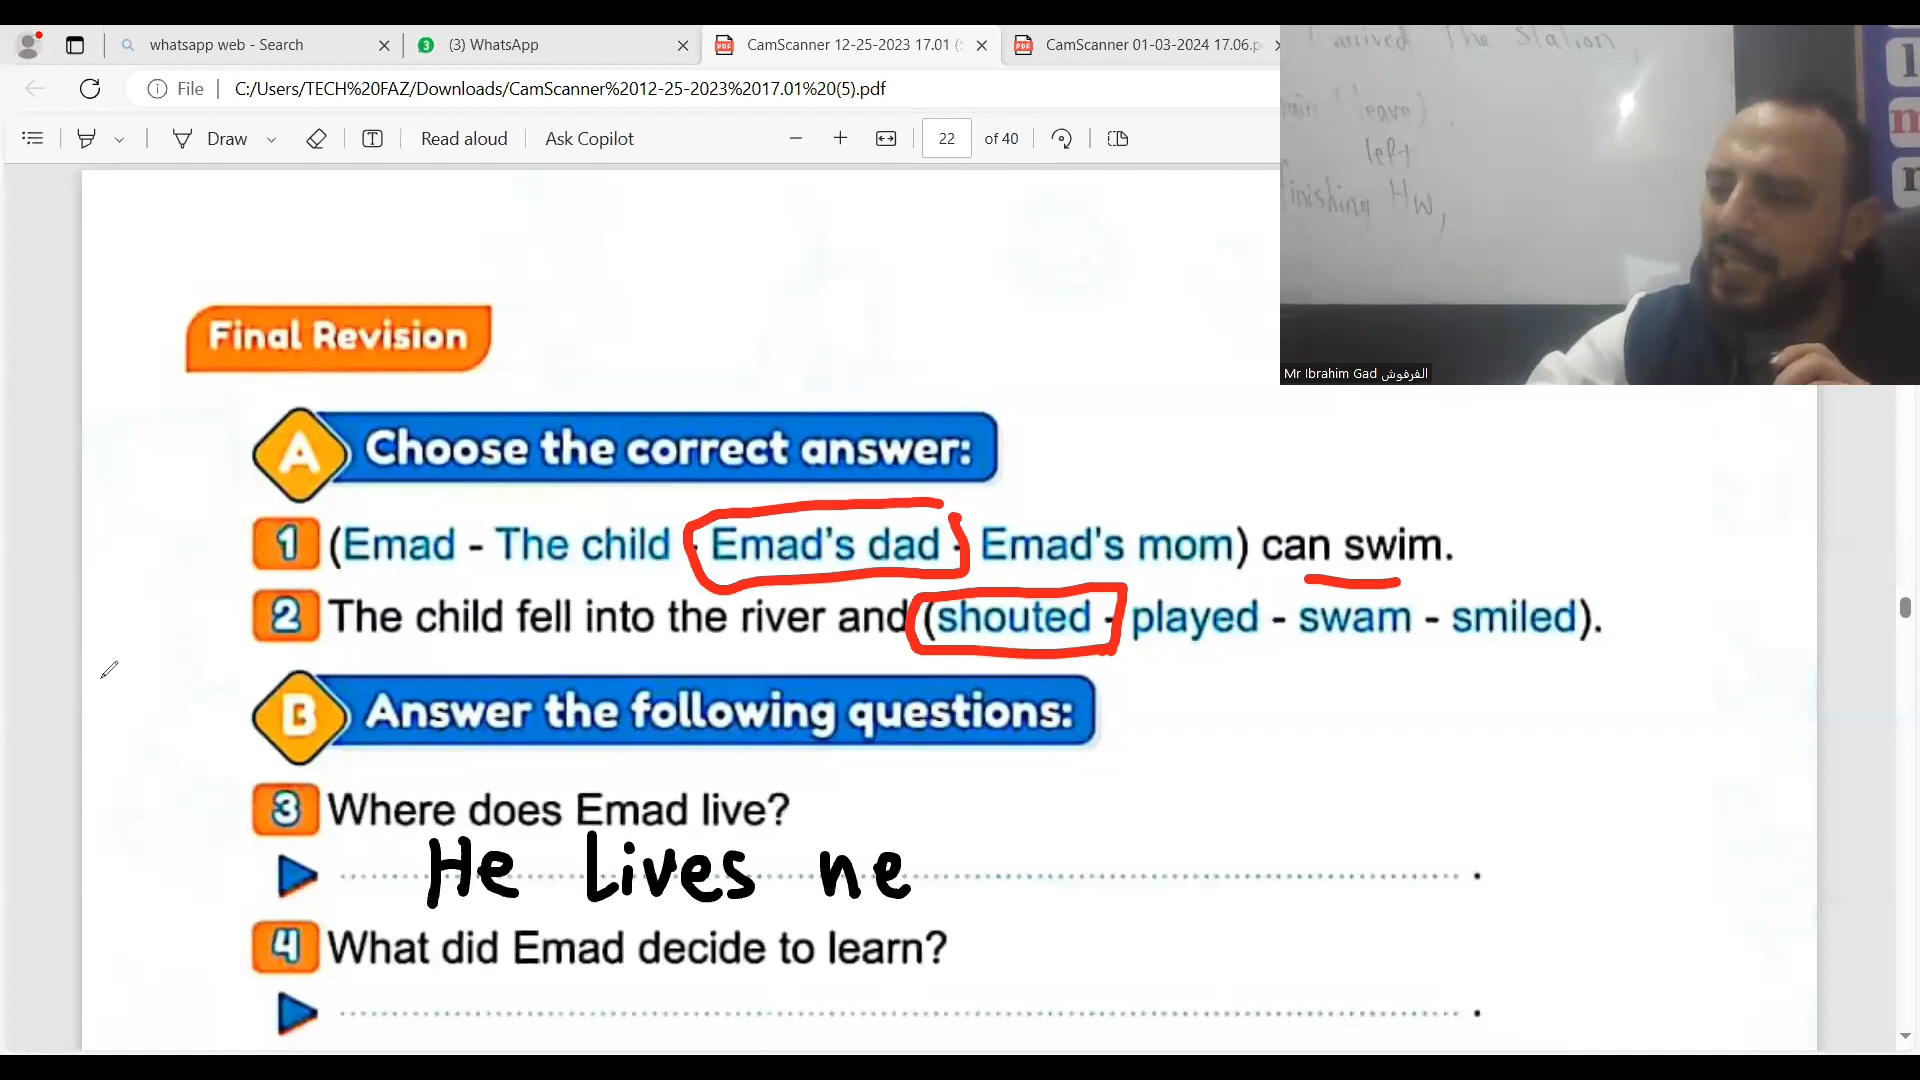 whatsapp web - Search
(3) WhatsApp
CamScanner 12-25-2023 17.01 (
CamScanner 01-03-2024 17.06.p
File
C:/Users/TECH%20FAZ/Downloads/CamScanner%2012-25-2023%2017.01%20(5).pdf
Draw
Read aloud
Ask Copilot
22 of 40
arrived The Station,
leave)
left
finishing HW,
Mr Ibrahim Gad الفرفوش
Final Revision
A Choose the correct answer:
1 (Emad - The child - Emad's dad - Emad's mom) can swim.
2 The child fell into the river and (shouted - played - swam - smiled).
B Answer the following questions:
3 Where does Emad live?
He Lives ne
4 What did Emad decide to learn?